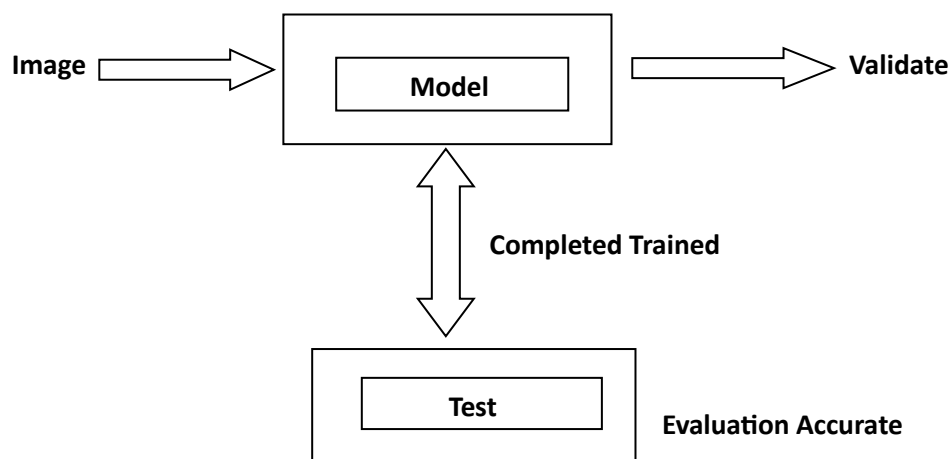 Image
Model
Validate
Completed Trained
Test
Evaluation Accurate